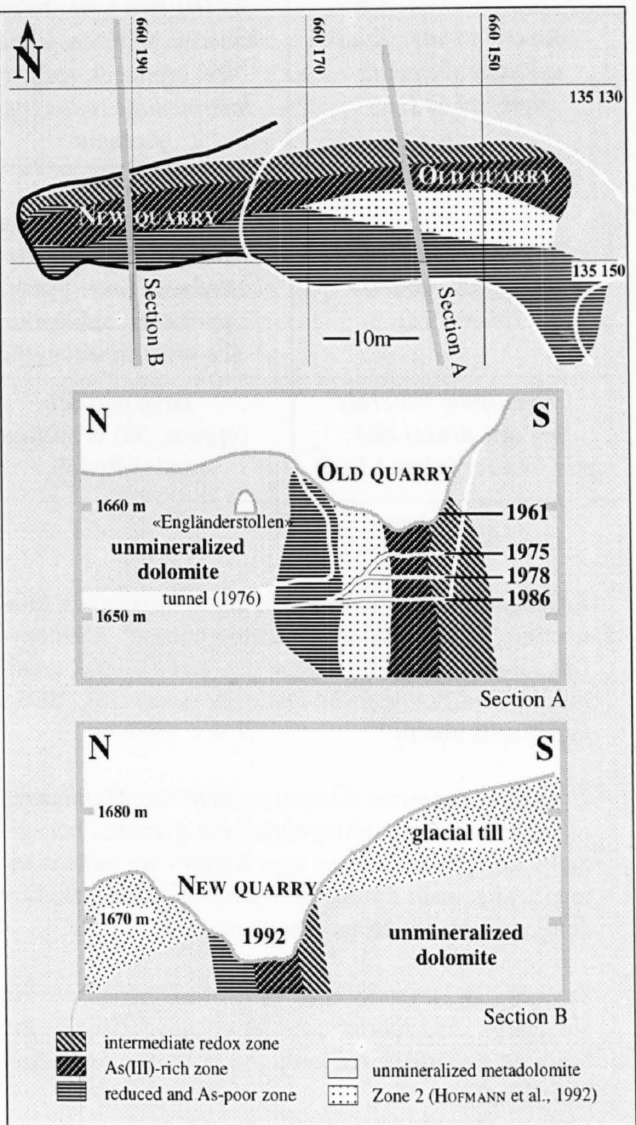 N
660 190
660 170
660 150
135 130
OLD QUARRY
NEW QUARRY
135 150
Section B
10m
Section A
N
S
OLD QUARRY
1660 m
1961
«Engländerstollen»
1975
unmineralized
dolomite
1978
tunnel (1976)
1986
1650 m
Section A
N
S
1680 m
glacial till
NEW QUARRY
1670 m
1992
unmineralized
dolomite
Section B
intermediate redox zone
As(III)-rich zone
unmineralized metadolomite
reduced and As-poor zone
Zone 2 (HOFMANN et al., 1992)